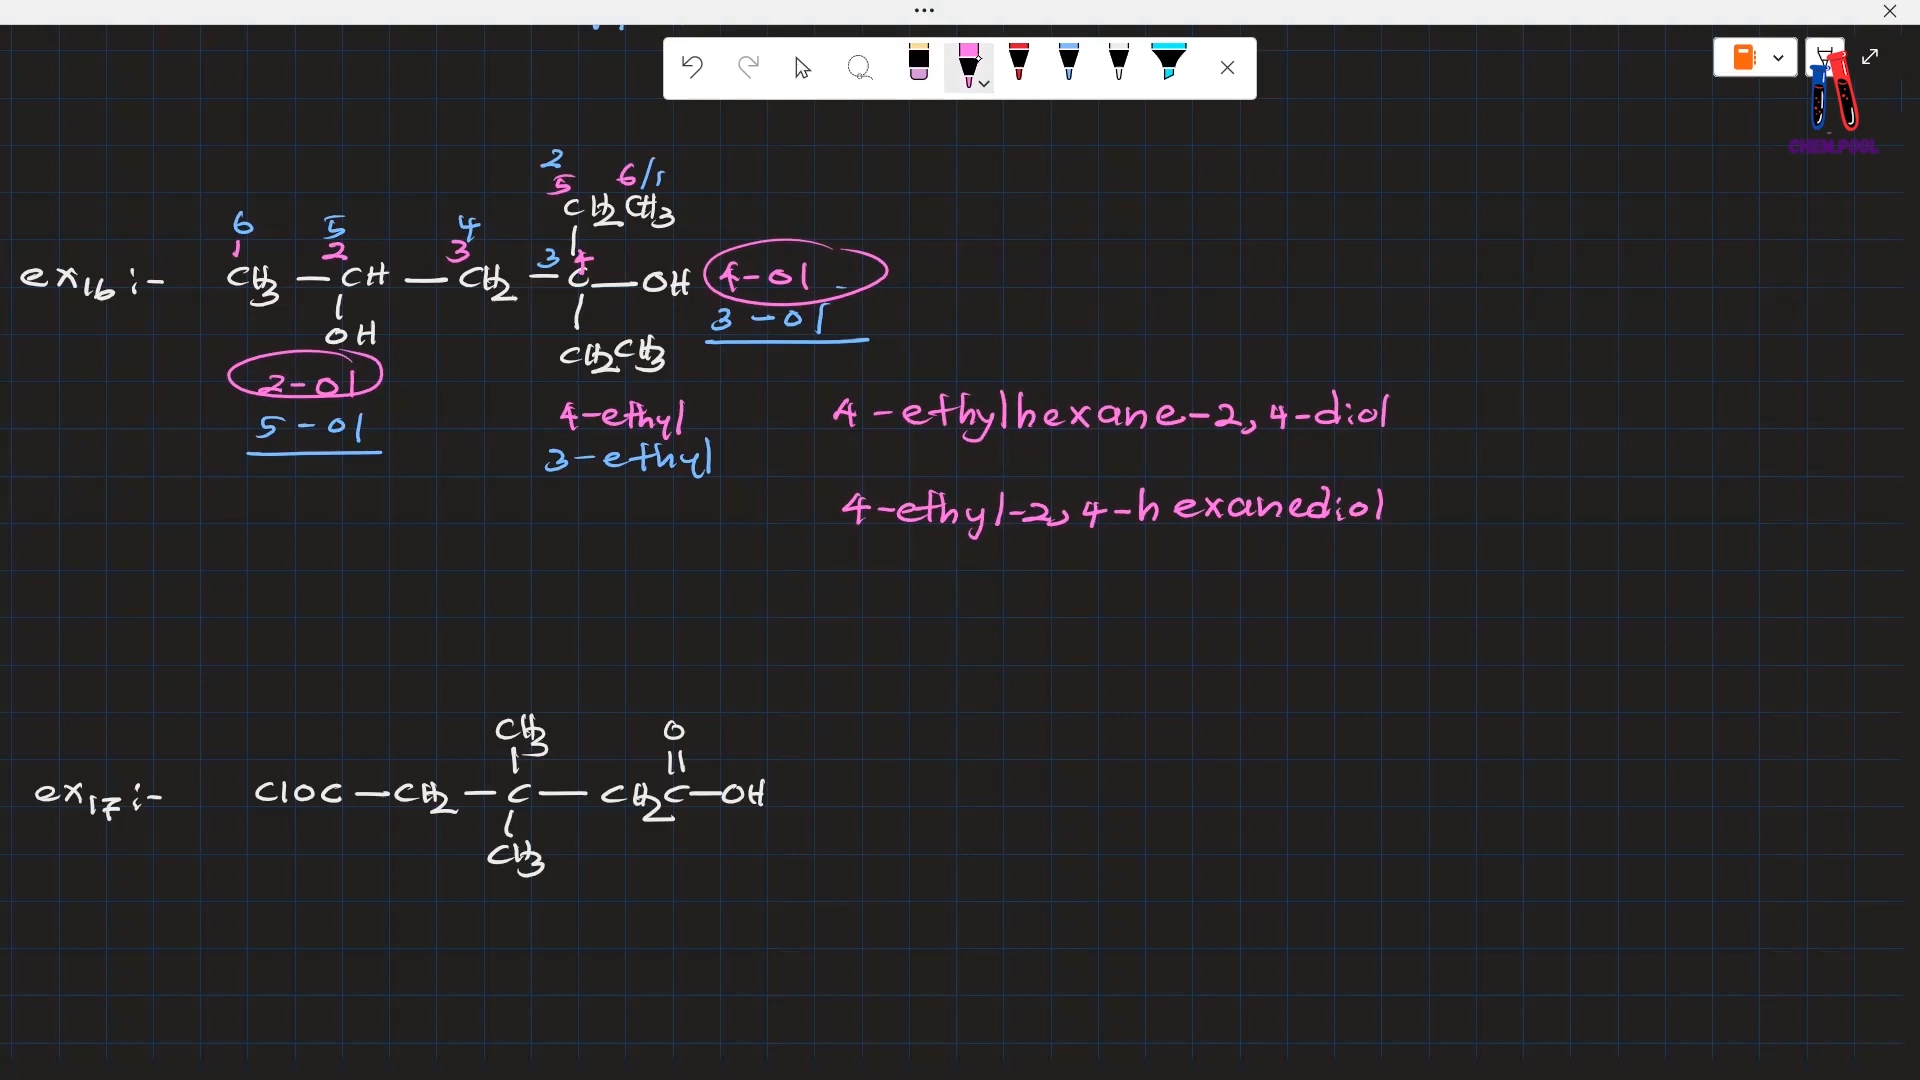 CHEM.POOL
2
5 6/1
CH2CH3
6 5 4
1 2 3 3 4
ex16:- CH3 — CH — CH2 — C — OH 4-ol
3-ol
OH
CH2CH3
2-ol
5-ol
4-ethyl
3-ethyl
4-ethylhexane-2,4-diol
4-ethyl-2,4-hexanediol
CH3 O
ex17:- ClOC — CH2 — C — CH2C — OH
CH3